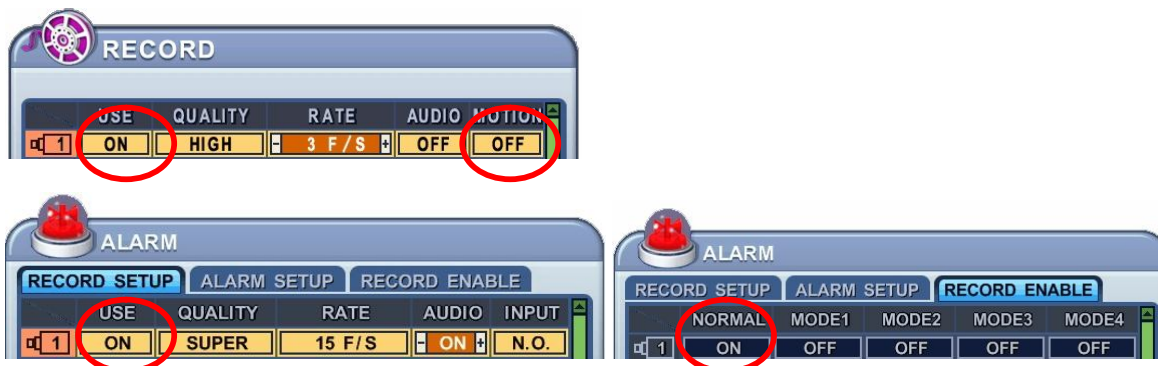 RECORD
USE QUALITY RATE AUDIO MOTION
1 ON HIGH - 3 F/S + OFF OFF
ALARM
RECORD SETUP ALARM SETUP RECORD ENABLE
USE QUALITY RATE AUDIO INPUT
1 ON SUPER 15 F/S - ON + N.O.
ALARM
RECORD SETUP ALARM SETUP RECORD ENABLE
NORMAL MODE1 MODE2 MODE3 MODE4
1 ON OFF OFF OFF OFF